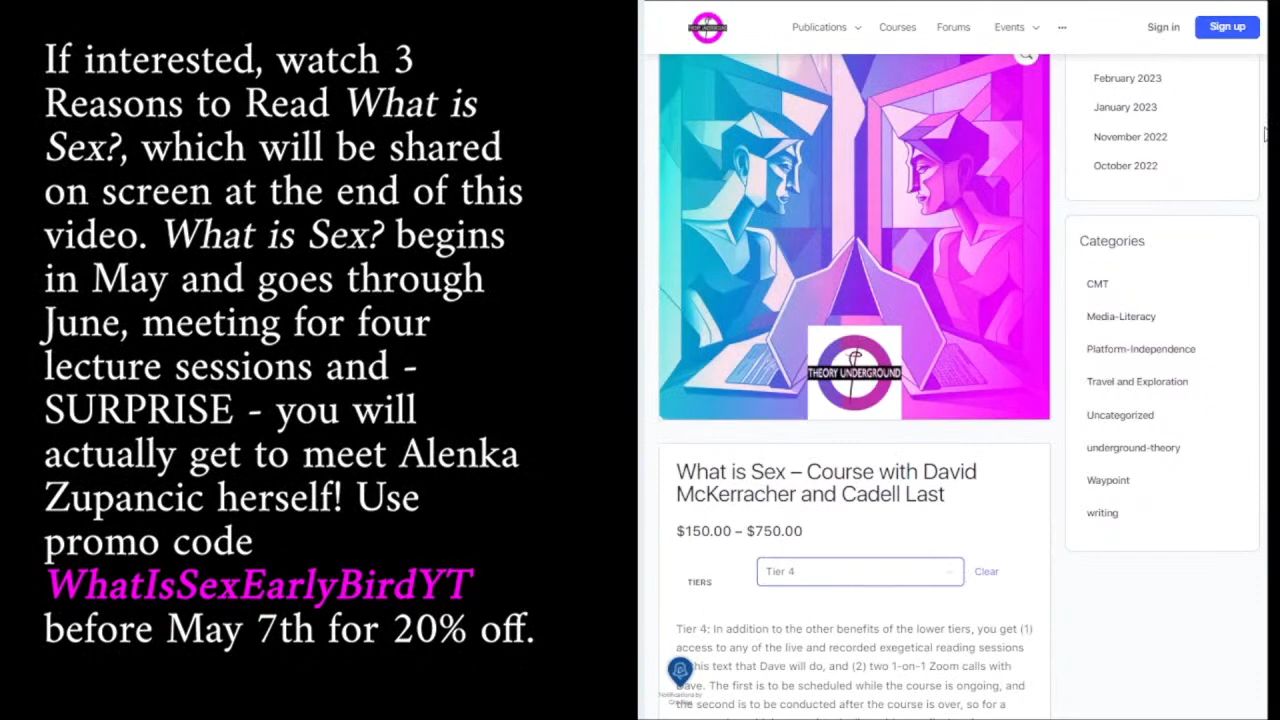 If interested, watch 3
Reasons to Read What is
Sex?, which will be shared
on screen at the end of this
video. What is Sex? begins
in May and goes through
June, meeting for four
lecture sessions and -
SURPRISE - you will
actually get to meet Alenka
Zupancic herself! Use
promo code
WhatIsSexEarlyBirdYT
before May 7th for 20% off.
Publications Courses Forums Events Sign in Sign up
THEORY UNDERGROUND
What is Sex – Course with David
McKerracher and Cadell Last
$150.00 – $750.00
TIERS Tier 4 Clear
Tier 4: In addition to the other benefits of the lower tiers, you get (1)
access to any of the live and recorded exegetical reading sessions
this text that Dave will do, and (2) two 1-on-1 Zoom calls with
Dave. The first is to be scheduled while the course is ongoing, and
the second is to be conducted after the course is over, so for a
Notifications by
February 2023
January 2023
November 2022
October 2022
Categories
CMT
Media-Literacy
Platform-Independence
Travel and Exploration
Uncategorized
underground-theory
Waypoint
writing